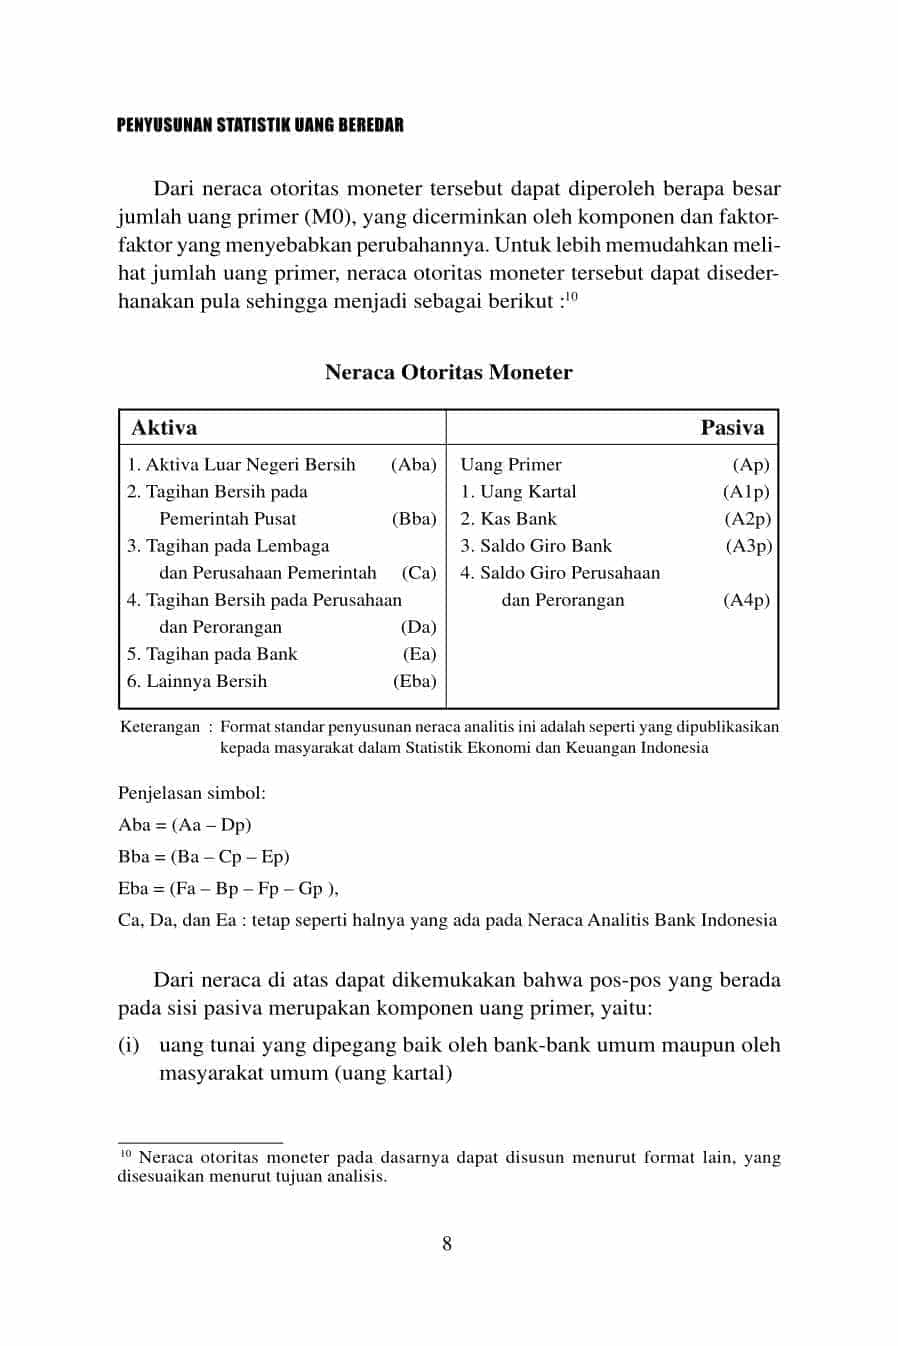 PENYUSUNAN STATISTIK UANG BEREDAR
Dari neraca otoritas moneter tersebut dapat diperoleh berapa besar
jumlah uang primer (M0), yang dicerminkan oleh komponen dan faktor-
faktor yang menyebabkan perubahannya. Untuk lebih memudahkan meli-
hat jumlah uang primer, neraca otoritas moneter tersebut dapat diseder-
hanakan pula sehingga menjadi sebagai berikut :10
Neraca Otoritas Moneter
Aktiva Pasiva
1. Aktiva Luar Negeri Bersih (Aba) Uang Primer (Ap)
2. Tagihan Bersih pada 1. Uang Kartal (A1p)
Pemerintah Pusat (Bba) 2. Kas Bank (A2p)
3. Tagihan pada Lembaga 3. Saldo Giro Bank (A3p)
dan Perusahaan Pemerintah (Ca) 4. Saldo Giro Perusahaan
4. Tagihan Bersih pada Perusahaan dan Perorangan (A4p)
dan Perorangan (Da)
5. Tagihan pada Bank (Ea)
6. Lainnya Bersih (Eba)
Keterangan : Format standar penyusunan neraca analitis ini adalah seperti yang dipublikasikan
kepada masyarakat dalam Statistik Ekonomi dan Keuangan Indonesia
Penjelasan simbol:
Aba = (Aa – Dp)
Bba = (Ba – Cp – Ep)
Eba = (Fa – Bp – Fp – Gp ),
Ca, Da, dan Ea : tetap seperti halnya yang ada pada Neraca Analitis Bank Indonesia
Dari neraca di atas dapat dikemukakan bahwa pos-pos yang berada
pada sisi pasiva merupakan komponen uang primer, yaitu:
(i) uang tunai yang dipegang baik oleh bank-bank umum maupun oleh
masyarakat umum (uang kartal)
10 Neraca otoritas moneter pada dasarnya dapat disusun menurut format lain, yang
disesuaikan menurut tujuan analisis.
8